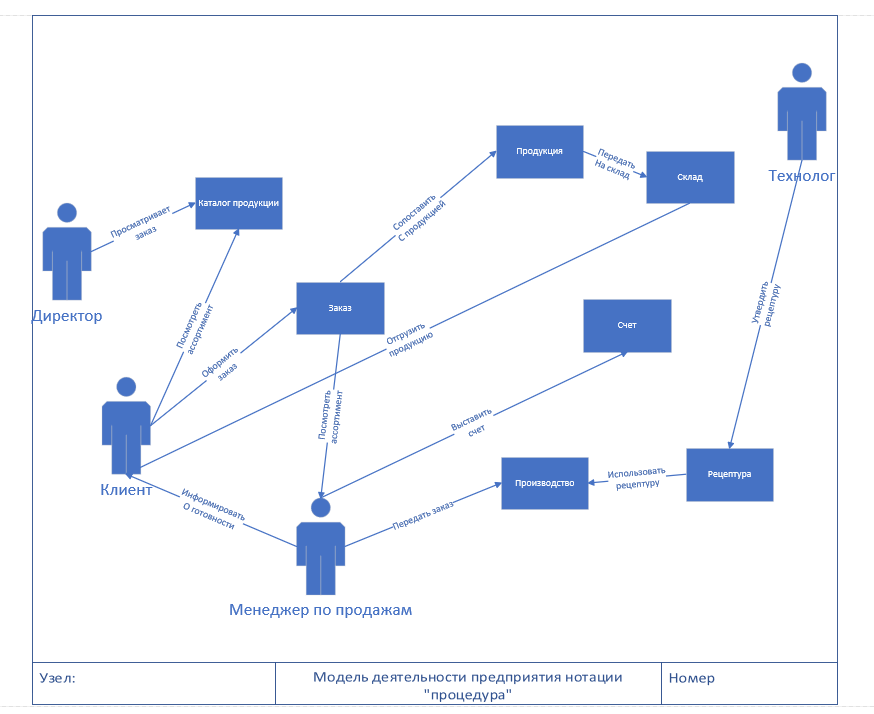 Технолог
Продукция
Передать
На склад
Склад
Каталог продукции
Просматривает
заказ
Директор
Сопоставить
С продукцией
Заказ
Счет
Утвердить
рецептуру
Посмотреть
ассортимент
Оформить
заказ
Отгрузить
продукцию
Посмотреть
ассортимент
Выставить
счет
Клиент
Информировать
О готовности
Передать заказ
Производство
Использовать
рецептуру
Рецептура
Менеджер по продажам
Узел:
Модель деятельности предприятия нотации
"процедура"
Номер